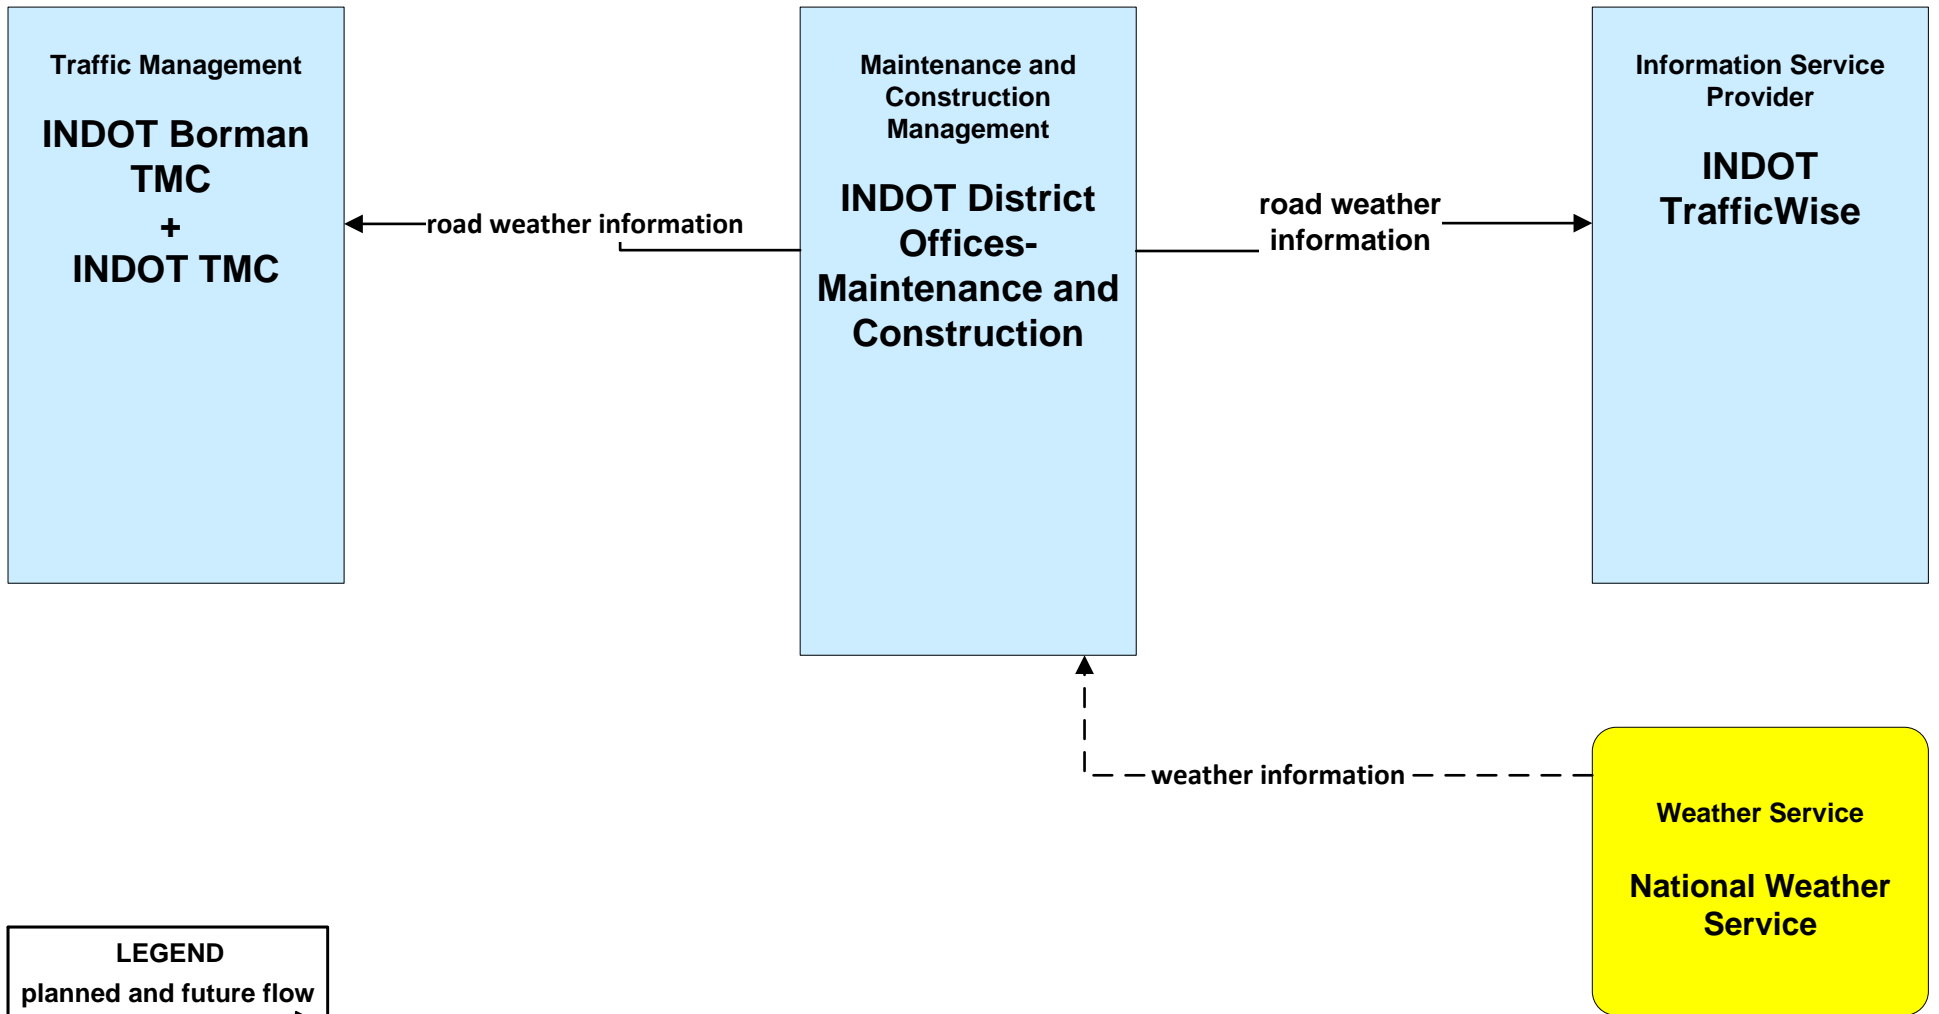 Traffic Management
INDOT Borman
TMC
+
INDOT TMC
Maintenance and
Construction
Management
INDOT District
Offices-
Maintenance and
Construction
Information Service
Provider
INDOT
TrafficWise
road weather information
road weather
information
weather information
Weather Service
National Weather
Service
LEGEND
planned and future flow